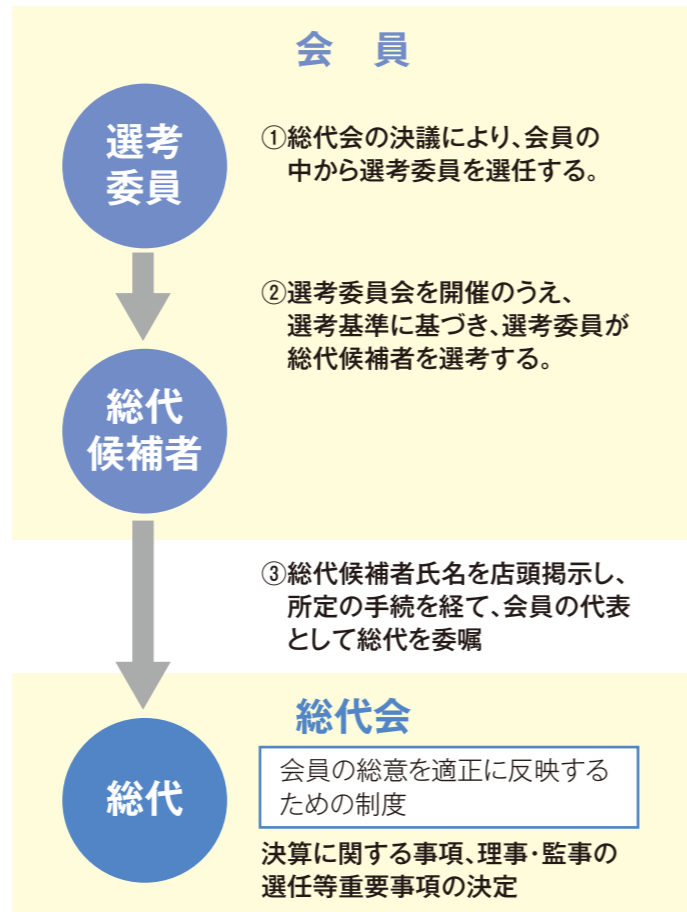 会　員
選考
委員
①総代会の決議により、会員の
中から選考委員を選任する。
②選考委員会を開催のうえ、
選考基準に基づき、選考委員が
総代候補者を選考する。
総代
候補者
③総代候補者氏名を店頭掲示し、
所定の手続を経て、会員の代表
として総代を委嘱
総代会
総代
会員の総意を適正に反映する
ための制度
決算に関する事項、理事・監事の
選任等重要事項の決定